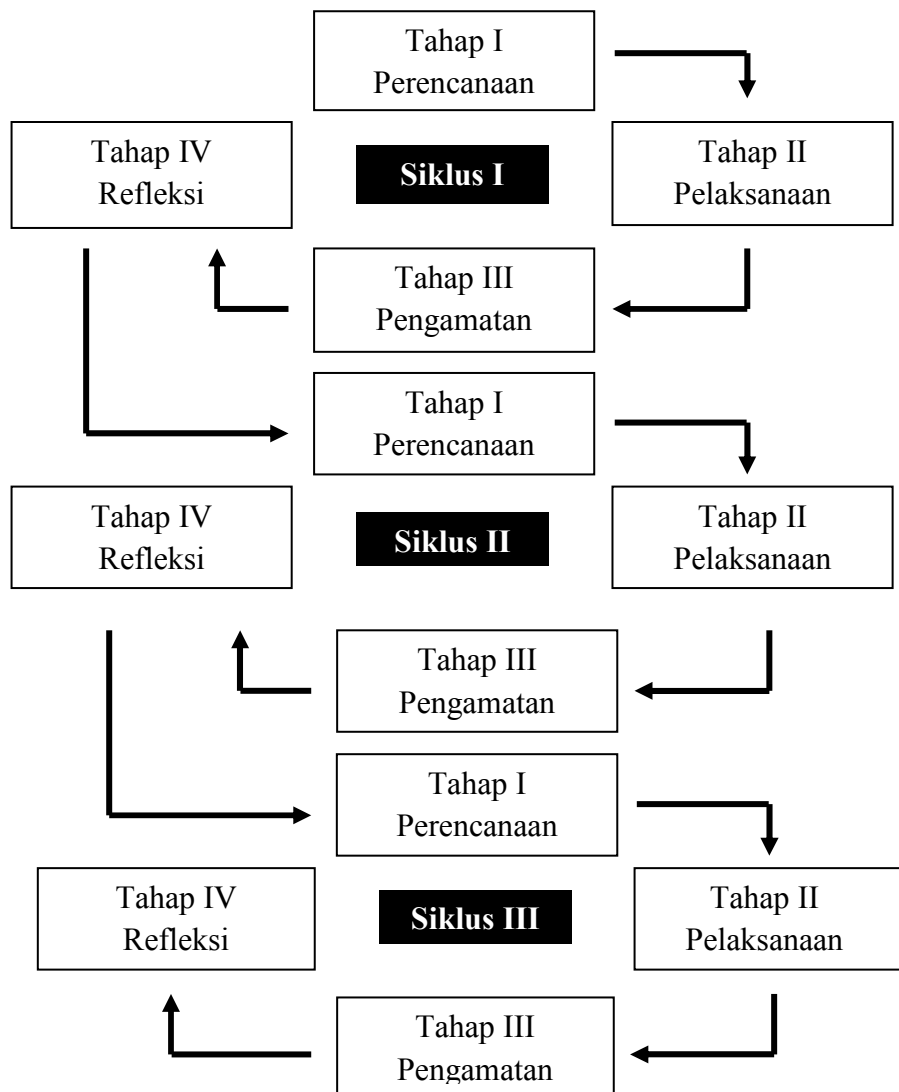 Tahap I
Perencanaan
Tahap IV
Refleksi
Siklus I
Tahap II
Pelaksanaan
Tahap III
Pengamatan
Tahap I
Perencanaan
Tahap IV
Refleksi
Siklus II
Tahap II
Pelaksanaan
Tahap III
Pengamatan
Tahap I
Perencanaan
Tahap IV
Refleksi
Siklus III
Tahap II
Pelaksanaan
Tahap III
Pengamatan